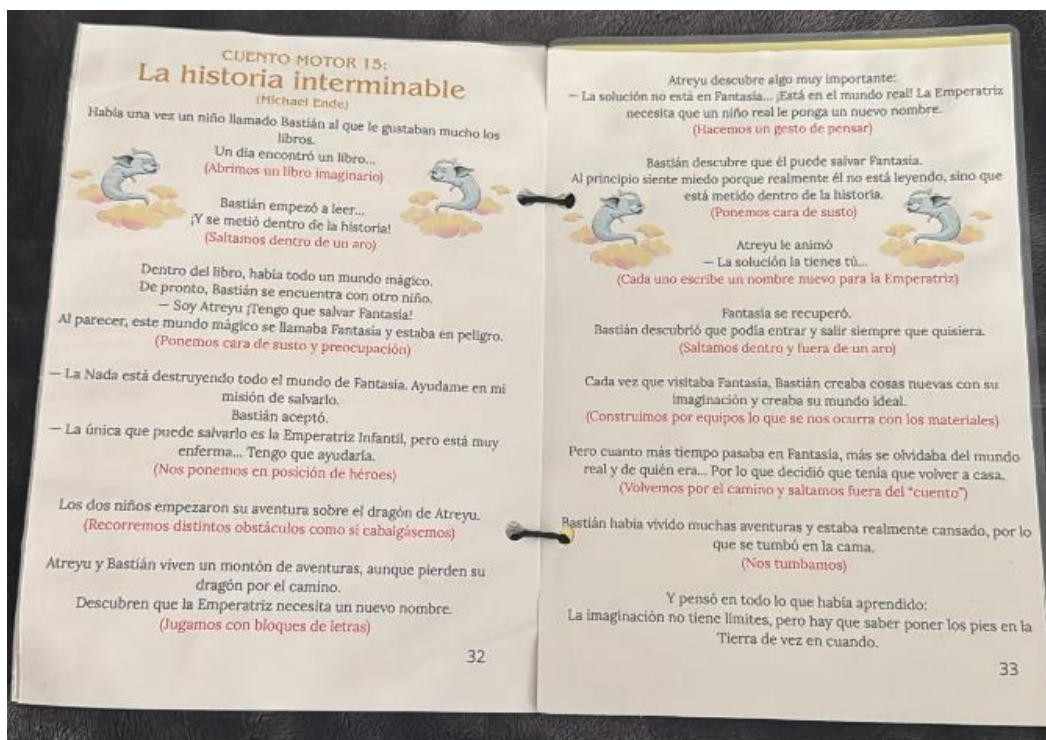 CUENTO MOTOR 15:
La historia interminable
(Michael Ende)
Había una vez un niño llamado Bastián al que le gustaban mucho los
libros.
Un día encontró un libro...
(Abrimos un libro imaginario)
Bastián empezó a leer...
¡Y se metió dentro de la historia!
(Saltamos dentro de un aro)
Dentro del libro, había todo un mundo mágico.
De pronto, Bastián se encuentra con otro niño.
— Soy Atreyu ¡Tengo que salvar Fantasía!
Al parecer, este mundo mágico se llamaba Fantasía y estaba en peligro.
(Ponemos cara de susto y preocupación)
— La Nada está destruyendo todo el mundo de Fantasía. Ayudame en mi
misión de salvarlo.
Bastián aceptó.
— La única que puede salvarlo es la Emperatriz Infantil, pero está muy
enferma... Tengo que ayudarla.
(Nos ponemos en posición de héroes)
Los dos niños empezaron su aventura sobre el dragón de Atreyu.
(Recorremos distintos obstáculos como si cabalgásemos)
Atreyu y Bastián viven un montón de aventuras, aunque pierden su
dragón por el camino.
Descubren que la Emperatriz necesita un nuevo nombre.
(Jugamos con bloques de letras)
32
Atreyu descubre algo muy importante:
— La solución no está en Fantasía... ¡Está en el mundo real! La Emperatriz
necesita que un niño real le ponga un nuevo nombre.
(Hacemos un gesto de pensar)
Bastián descubre que él puede salvar Fantasía.
Al principio siente miedo porque realmente él no está leyendo, sino que
está metido dentro de la historia.
(Ponemos cara de susto)
Atreyu le animó
— La solución la tienes tú...
(Cada uno escribe un nombre nuevo para la Emperatriz)
Fantasía se recuperó.
Bastián descubrió que podía entrar y salir siempre que quisiera.
(Saltamos dentro y fuera de un aro)
Cada vez que visitaba Fantasía, Bastián creaba cosas nuevas con su
imaginación y creaba su mundo ideal.
(Construimos por equipos lo que se nos ocurra con los materiales)
Pero cuanto más tiempo pasaba en Fantasía, más se olvidaba del mundo
real y de quién era... Por lo que decidió que tenía que volver a casa.
(Volvemos por el camino y saltamos fuera del “cuento”)
Bastián había vivido muchas aventuras y estaba realmente cansado, por lo
que se tumbó en la cama.
(Nos tumbamos)
Y pensó en todo lo que había aprendido:
La imaginación no tiene límites, pero hay que saber poner los pies en la
Tierra de vez en cuando.
33